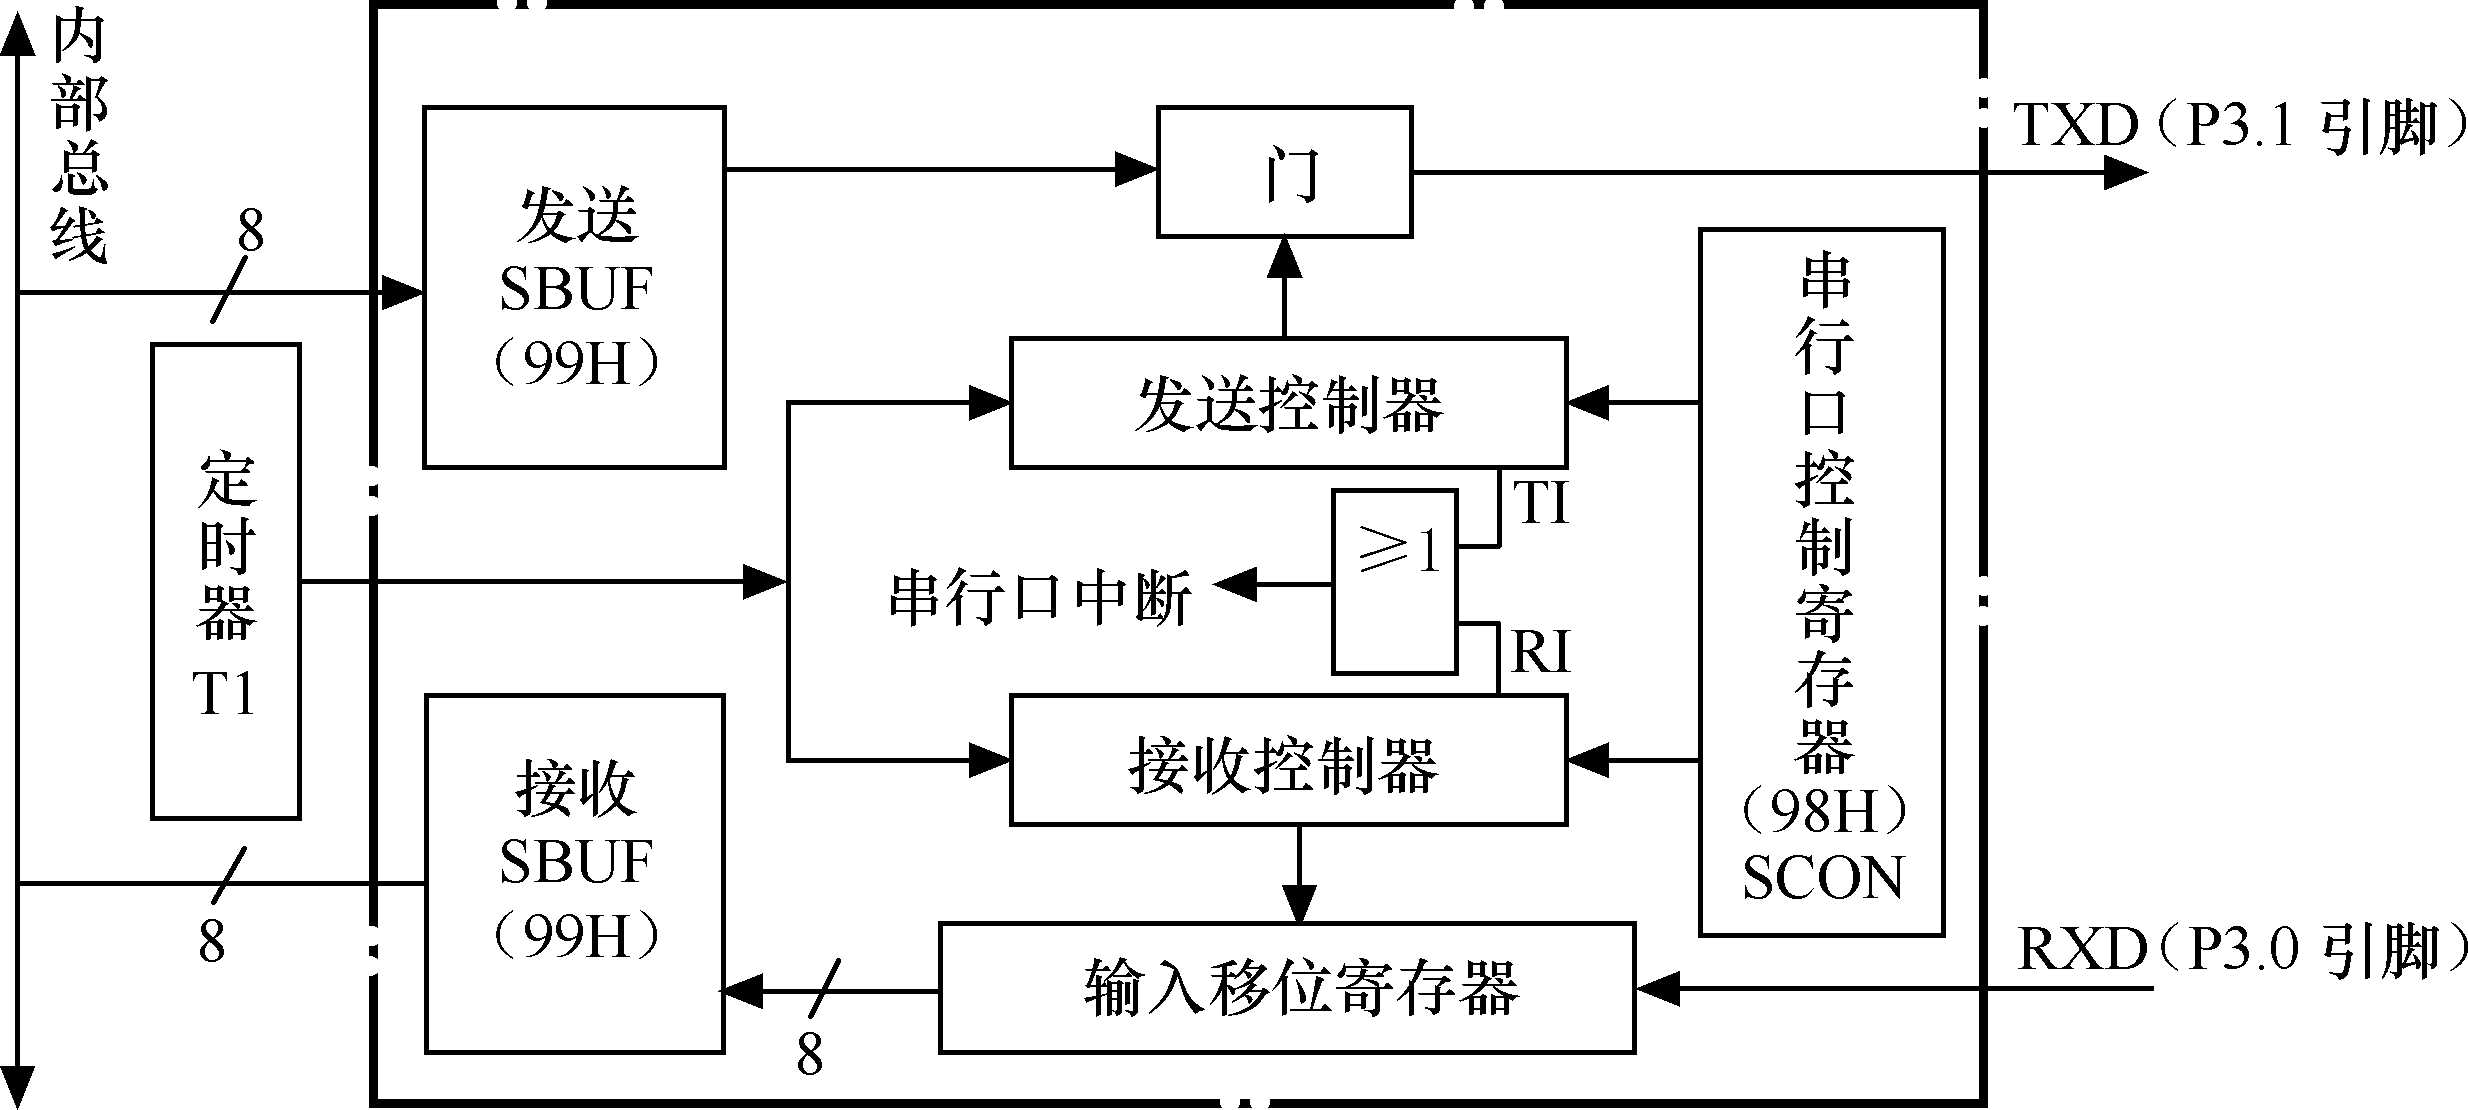 内部总线
8
发送
SBUF
（99H）
门
TXD（P3.1 引脚）
定时器
T1
发送控制器
TI
≥1
串行口中断
RI
串行口控制寄存器
（98H）
SCON
接收控制器
接收
SBUF
（99H）
8
8
输入移位寄存器
RXD（P3.0 引脚）